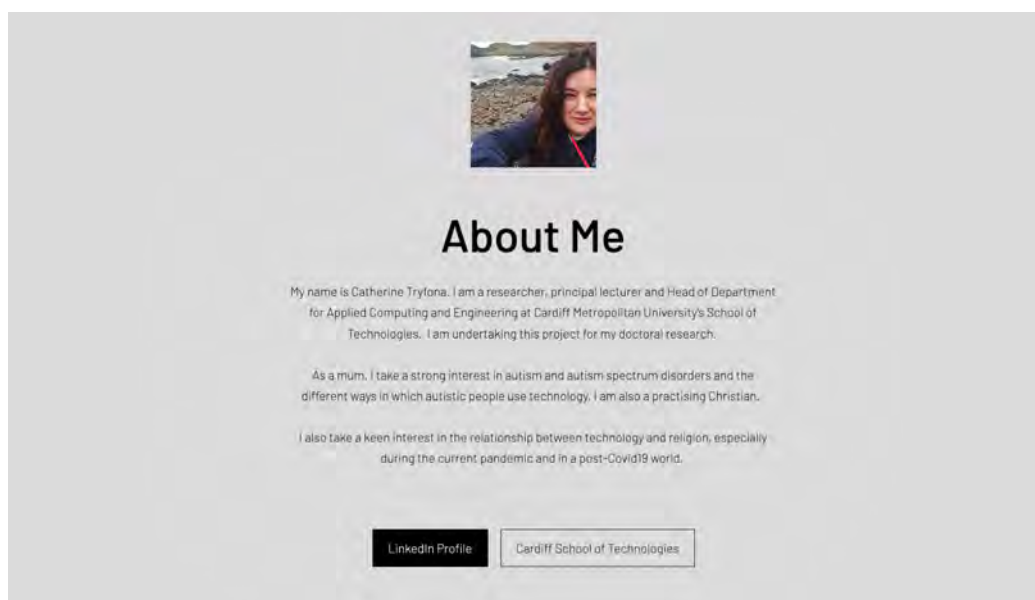 About Me
My name is Catherine Tryfona. I am a researcher, principal lecturer and Head of Department
for Applied Computing and Engineering at Cardiff Metropolitan University's School of
Technologies. I am undertaking this project for my doctoral research.
As a mum, I take a strong interest in autism and autism spectrum disorders and the
different ways in which autistic people use technology. I am also a practising Christian.
I also take a keen interest in the relationship between technology and religion, especially
during the current pandemic and in a post-Covid19 world.
LinkedIn Profile
Cardiff School of Technologies